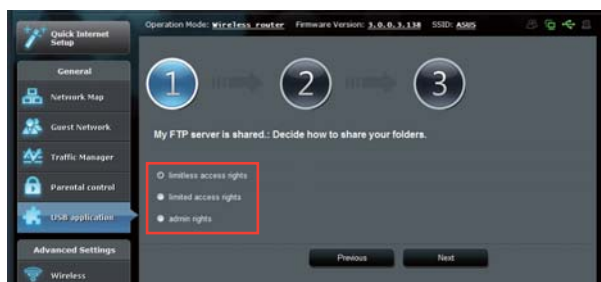 Quick Internet
Setup
Operation Mode: Wireless router Firmware Version: 3.0.0.3.138 SSID: ASUS
General
Network Map
Guest Network
Traffic Manager
Parental control
USB application
Advanced Settings
Wireless
1 2 3
My FTP server is shared.: Decide how to share your folders.
limitless access rights
limited access rights
admin rights
Previous Next